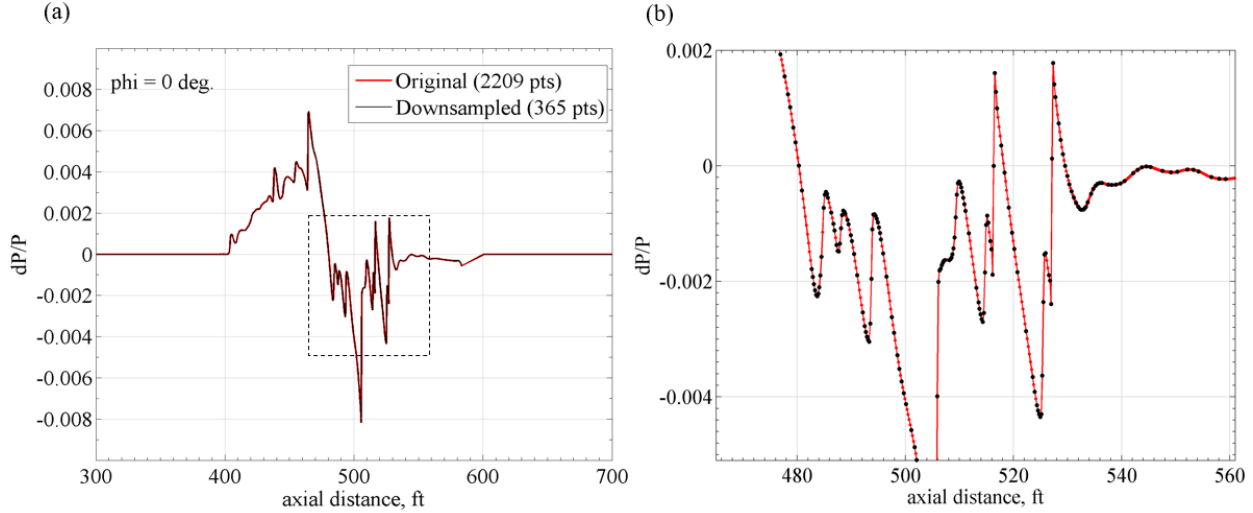 (a)
0.008
0.006
0.004
0.002
0
-0.002
-0.004
-0.006
-0.008
dP/P
phi = 0 deg.
Original (2209 pts)
Downsampled (365 pts)
300
400
500
600
700
axial distance, ft
(b)
0.002
0
-0.002
-0.004
dP/P
480
500
520
540
560
axial distance, ft